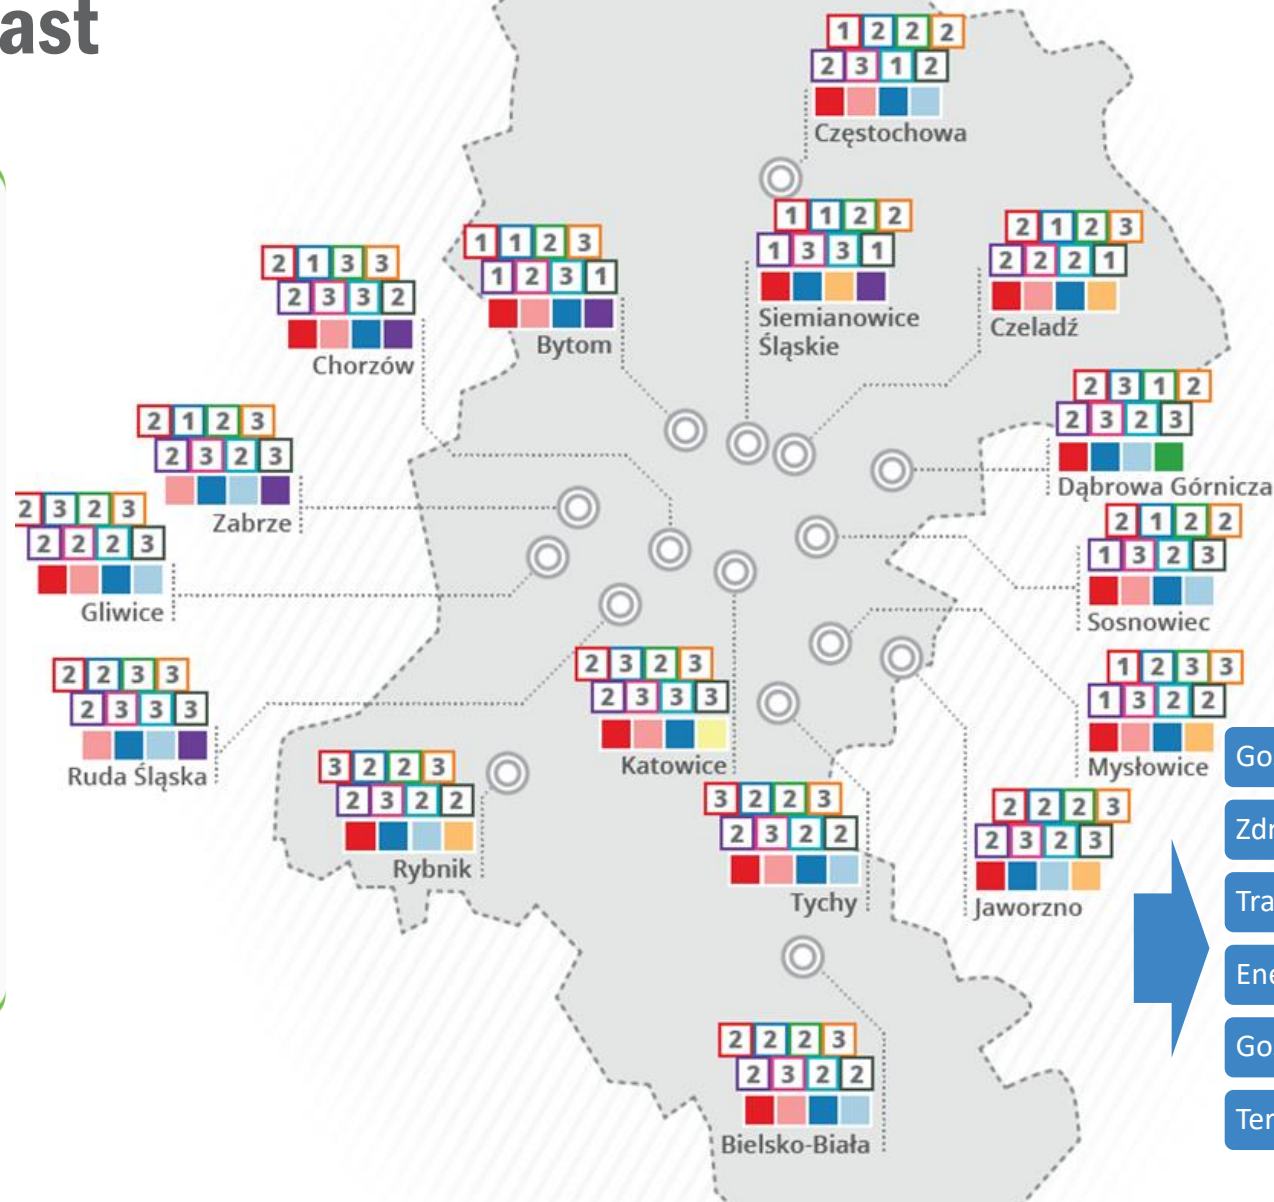 ast
1 2 2 2
2 3 1 2
Częstochowa
1 1 2 2
1 3 3 1
Siemianowice
Śląskie
2 1 2 3
2 2 2 1
Czeladź
1 1 2 3
1 2 3 1
Bytom
2 1 3 3
2 3 3 2
Chorzów
2 3 1 2
2 3 2 3
Dąbrowa Górnicza
2 1 2 3
2 3 2 3
Zabrze
2 3 2 3
2 2 2 3
Gliwice
2 1 2 2
1 3 2 3
Sosnowiec
2 2 3 3
2 3 3 3
Ruda Śląska
2 3 2 3
2 3 3 3
Katowice
1 2 3 3
1 3 2 2
Mysłowice
3 2 2 3
2 3 2 2
Rybnik
3 2 2 3
2 3 2 2
Tychy
2 2 2 3
2 3 2 3
Jaworzno
2 2 2 3
2 3 2 2
Bielsko-Biała
Go
Zdr
Tra
Ene
Go
Ter